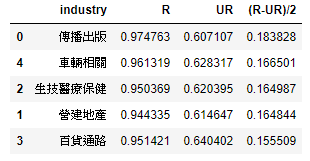 industry R UR (R-UR)/2
0 傳播出版 0.974763 0.607107 0.183828
4 車輛相關 0.961319 0.628317 0.166501
2 生技醫療保健 0.950369 0.620395 0.164987
1 營建地產 0.944335 0.614647 0.164844
3 百貨通路 0.951421 0.640402 0.155509